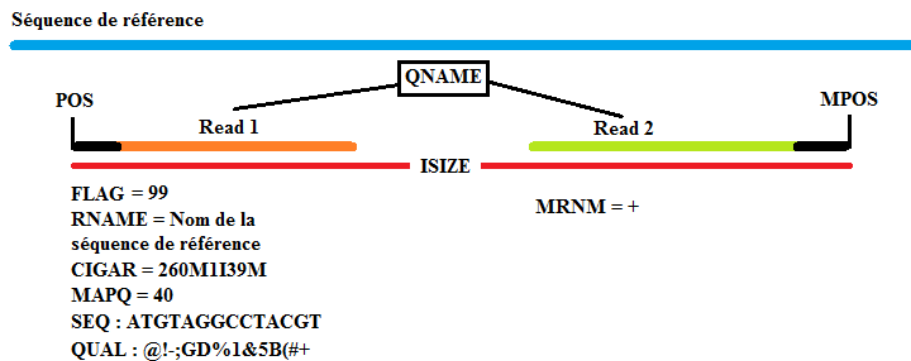 Séquence de référence
QNAME
POS
MPOS
Read 1
Read 2
ISIZE
FLAG = 99
RNAME = Nom de la
séquence de référence
CIGAR = 260M1I39M
MAPQ = 40
SEQ : ATGTAGGCCTACGT
QUAL : @!-;GD%1&5B(#+
MRNM = +